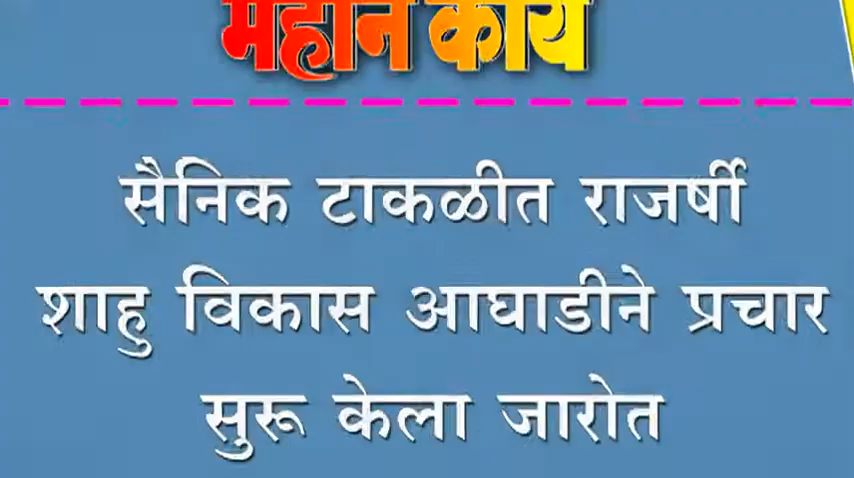 महान कार्य
सैनिक टाकळीत राजर्षी
शाहु विकास आघाडीने प्रचार
सुरू केला जारोत